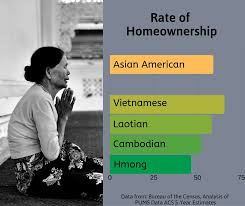 Rate of
Homeownership
Asian American
Vietnamese
Laotian
Cambodian
Hmong
0
25
50
75
Data from: Bureau of the Census, Analysis of
PUMS Data ACS 5-Year Estimates